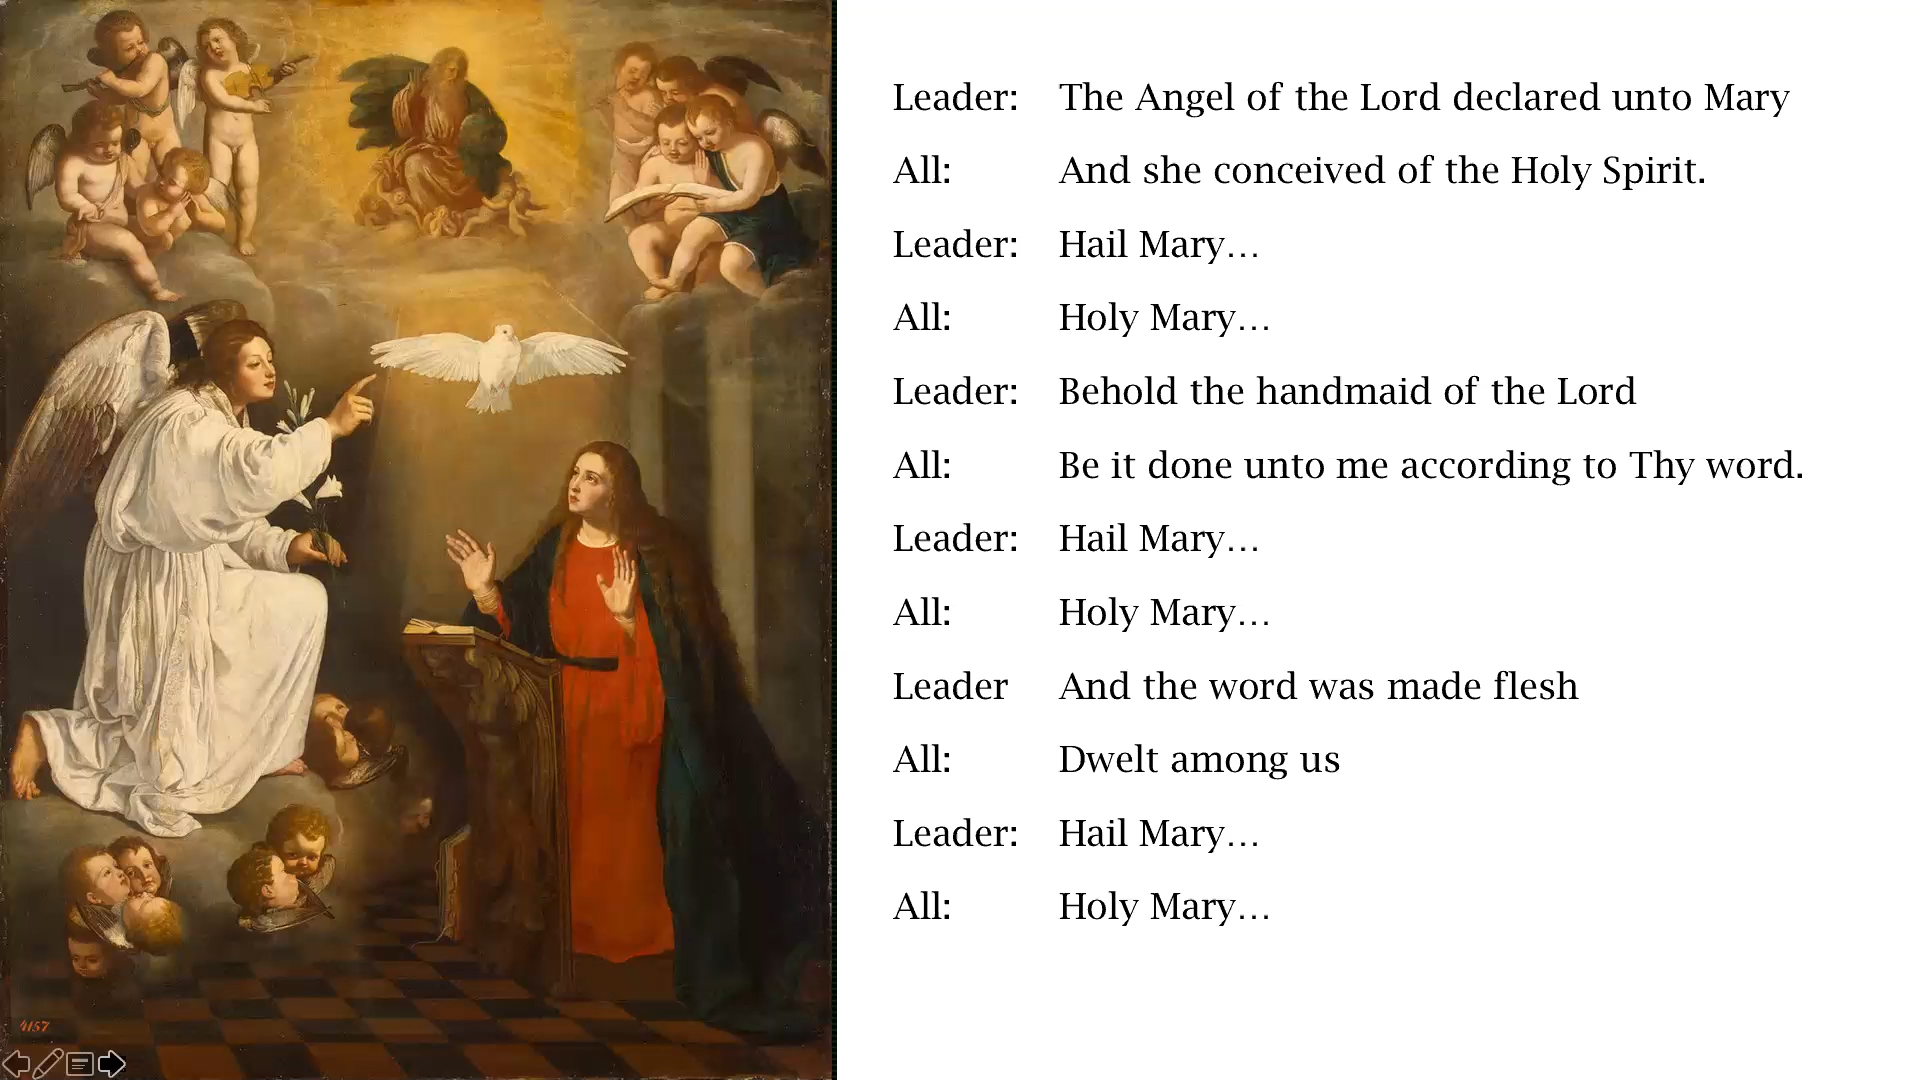 Leader: The Angel of the Lord declared unto Mary
All: And she conceived of the Holy Spirit.
Leader: Hail Mary…
All: Holy Mary…
Leader: Behold the handmaid of the Lord
All: Be it done unto me according to Thy word.
Leader: Hail Mary…
All: Holy Mary…
Leader And the word was made flesh
All: Dwelt among us
Leader: Hail Mary…
All: Holy Mary…
4157